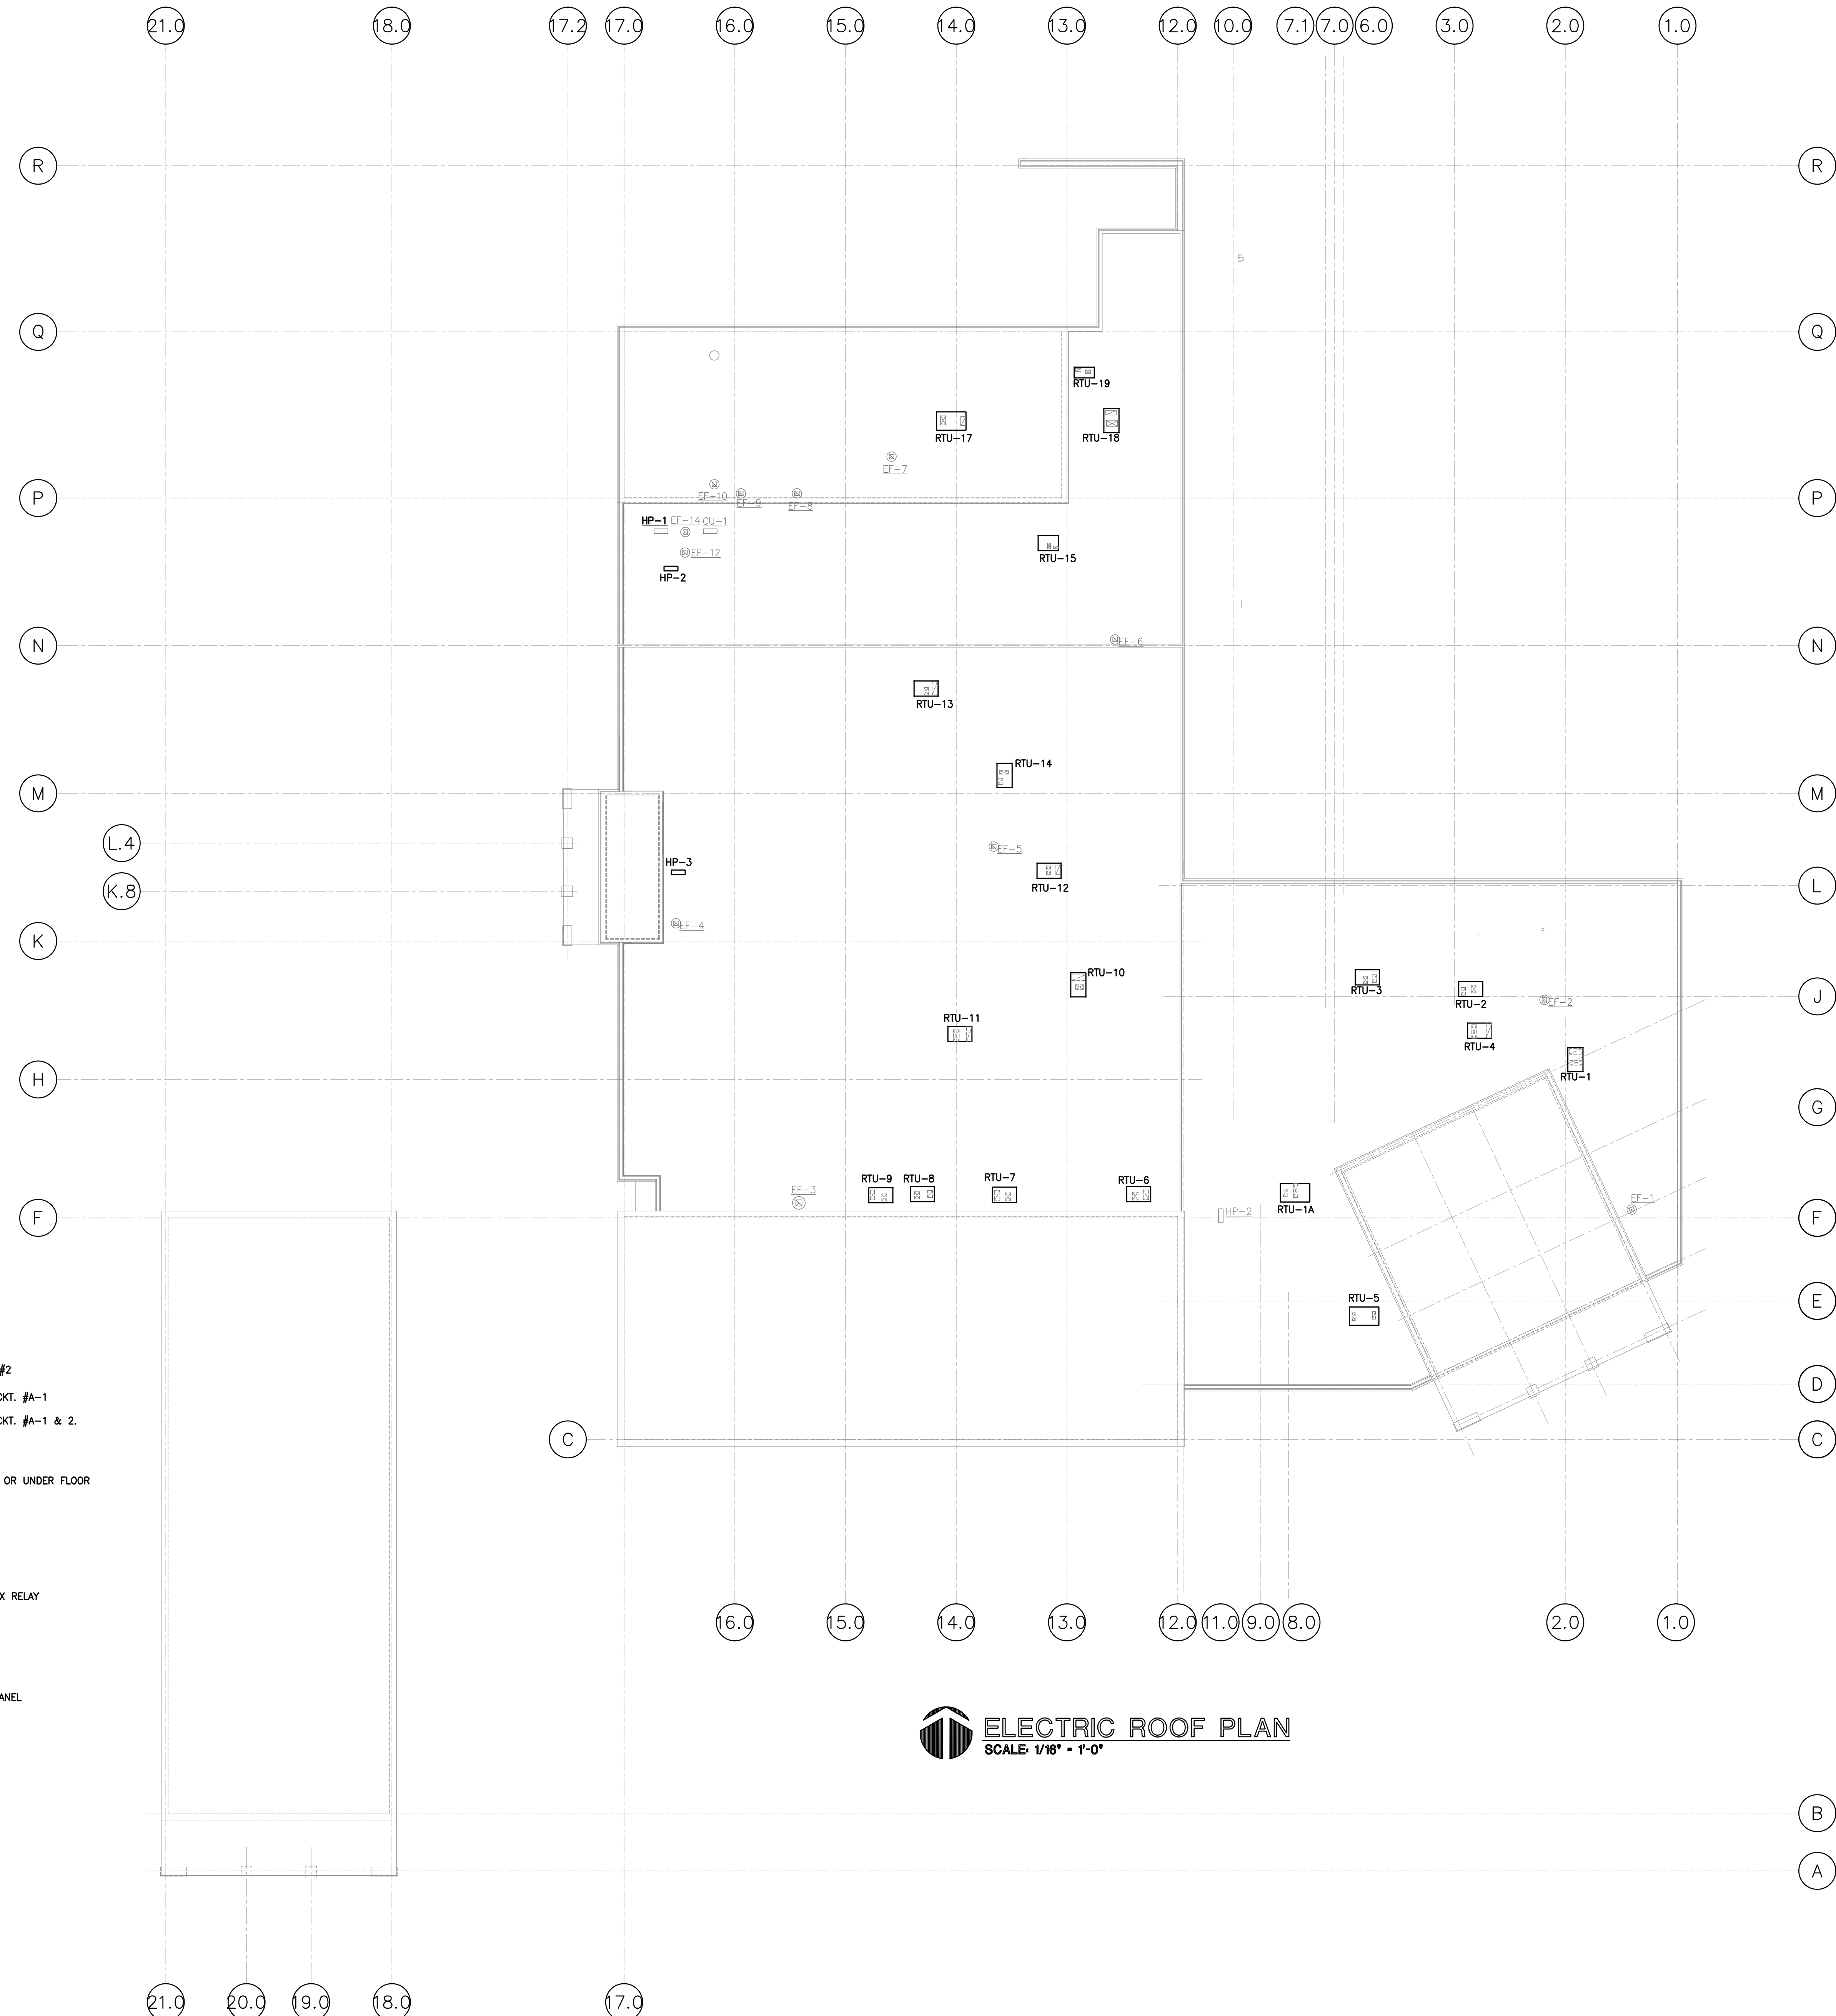 21.0 18.0 17.2 17.0 16.0 15.0 14.0 13.0 12.0 10.0 7.1 7.0 6.0 3.0 2.0 1.0
R R
5
Q Q
RTU-19
RTU-17 RTU-18
EF-7
P EF-10 EF-9 EF-8 P
HP-1 EF-14 CU-1
EF-12 RTU-15
HP-2
N EF-6 N
RTU-13
RTU-14
M M
L.4 EF-5
HP-3
K.8 RTU-12 L
EF-4
K
RTU-10
RTU-3
J
RTU-2 EF-2
RTU-11
RTU-4
H RTU-1
G
RTU-9 RTU-8 RTU-7 RTU-6
EF-3 EF-1
F HP-2 RTU-1A F
RTU-5 E
#2
D
CKT. #A-1
CKT. #A-1 & 2.
C C
OR UNDER FLOOR
X RELAY
16.0 15.0 14.0 13.0 12.0 11.0 9.0 8.0 2.0 1.0
ANEL
ELECTRIC ROOF PLAN
SCALE: 1/16" = 1'-0"
B
A
21.0 20.0 19.0 18.0 17.0